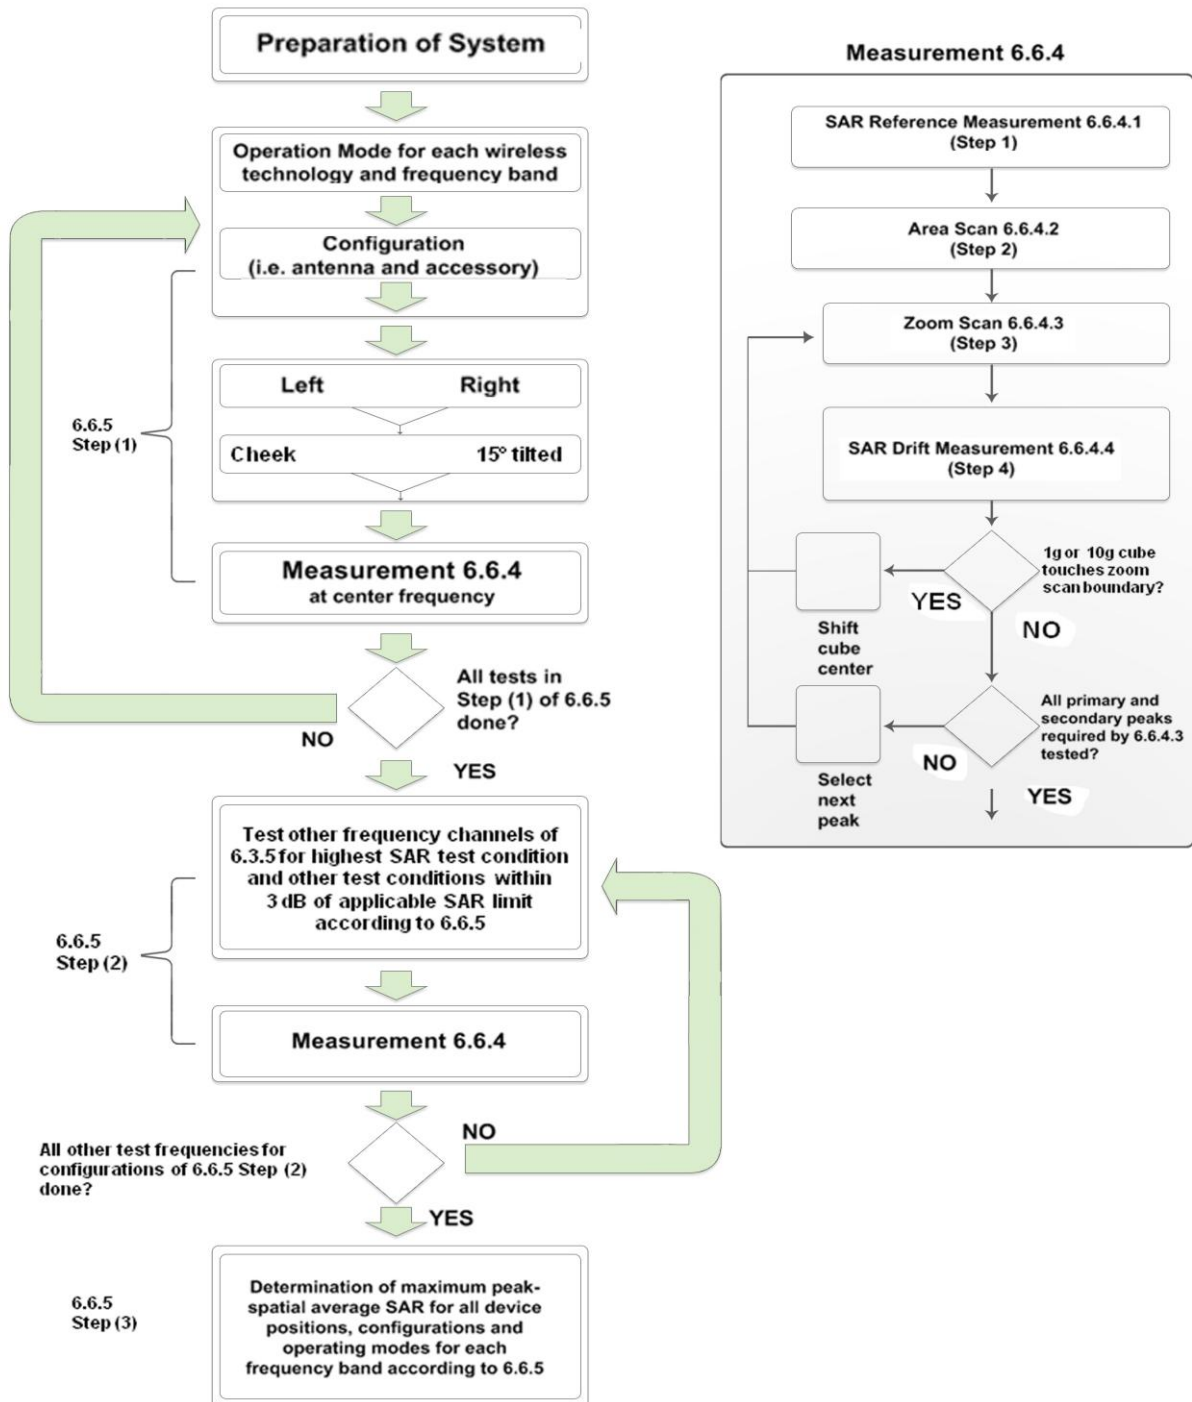 Preparation of System
Operation Mode for each wireless
technology and frequency band
Configuration
(i.e. antenna and accessory)
Left Right
Cheek 15° tilted
6.6.5
Step (1)
Measurement 6.6.4
at center frequency
All tests in
Step (1) of 6.6.5
done?
NO
YES
Test other frequency channels of
6.3.5 for highest SAR test condition
and other test conditions within
3 dB of applicable SAR limit
according to 6.6.5
6.6.5
Step (2)
Measurement 6.6.4
All other test frequencies for
configurations of 6.6.5 Step (2)
done?
NO
YES
6.6.5
Step (3)
Determination of maximum peak-
spatial average SAR for all device
positions, configurations and
operating modes for each
frequency band according to 6.6.5
Measurement 6.6.4
SAR Reference Measurement 6.6.4.1
(Step 1)
Area Scan 6.6.4.2
(Step 2)
Zoom Scan 6.6.4.3
(Step 3)
SAR Drift Measurement 6.6.4.4
(Step 4)
1g or 10g cube
touches zoom
scan boundary?
YES
NO
Shift
cube
center
All primary and
secondary peaks
required by 6.6.4.3
tested?
NO
YES
Select
next
peak